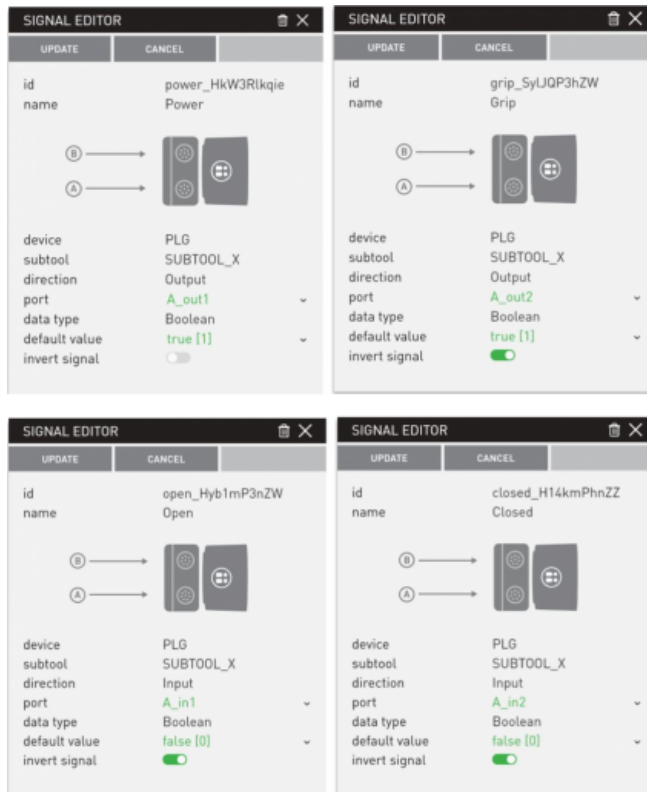 SIGNAL EDITOR
UPDATE CANCEL
id power_HkW3Rlkqie
name Power
B
A
device PLG
subtool SUBTOOL_X
direction Output
port A_out1
data type Boolean
default value true [1]
invert signal
SIGNAL EDITOR
UPDATE CANCEL
id grip_SylJQP3hZW
name Grip
B
A
device PLG
subtool SUBTOOL_X
direction Output
port A_out2
data type Boolean
default value true [1]
invert signal
SIGNAL EDITOR
UPDATE CANCEL
id open_Hyb1mP3nZW
name Open
B
A
device PLG
subtool SUBTOOL_X
direction Input
port A_in1
data type Boolean
default value false [0]
invert signal
SIGNAL EDITOR
UPDATE CANCEL
id closed_H14kmPhnZZ
name Closed
B
A
device PLG
subtool SUBTOOL_X
direction Input
port A_in2
data type Boolean
default value false [0]
invert signal